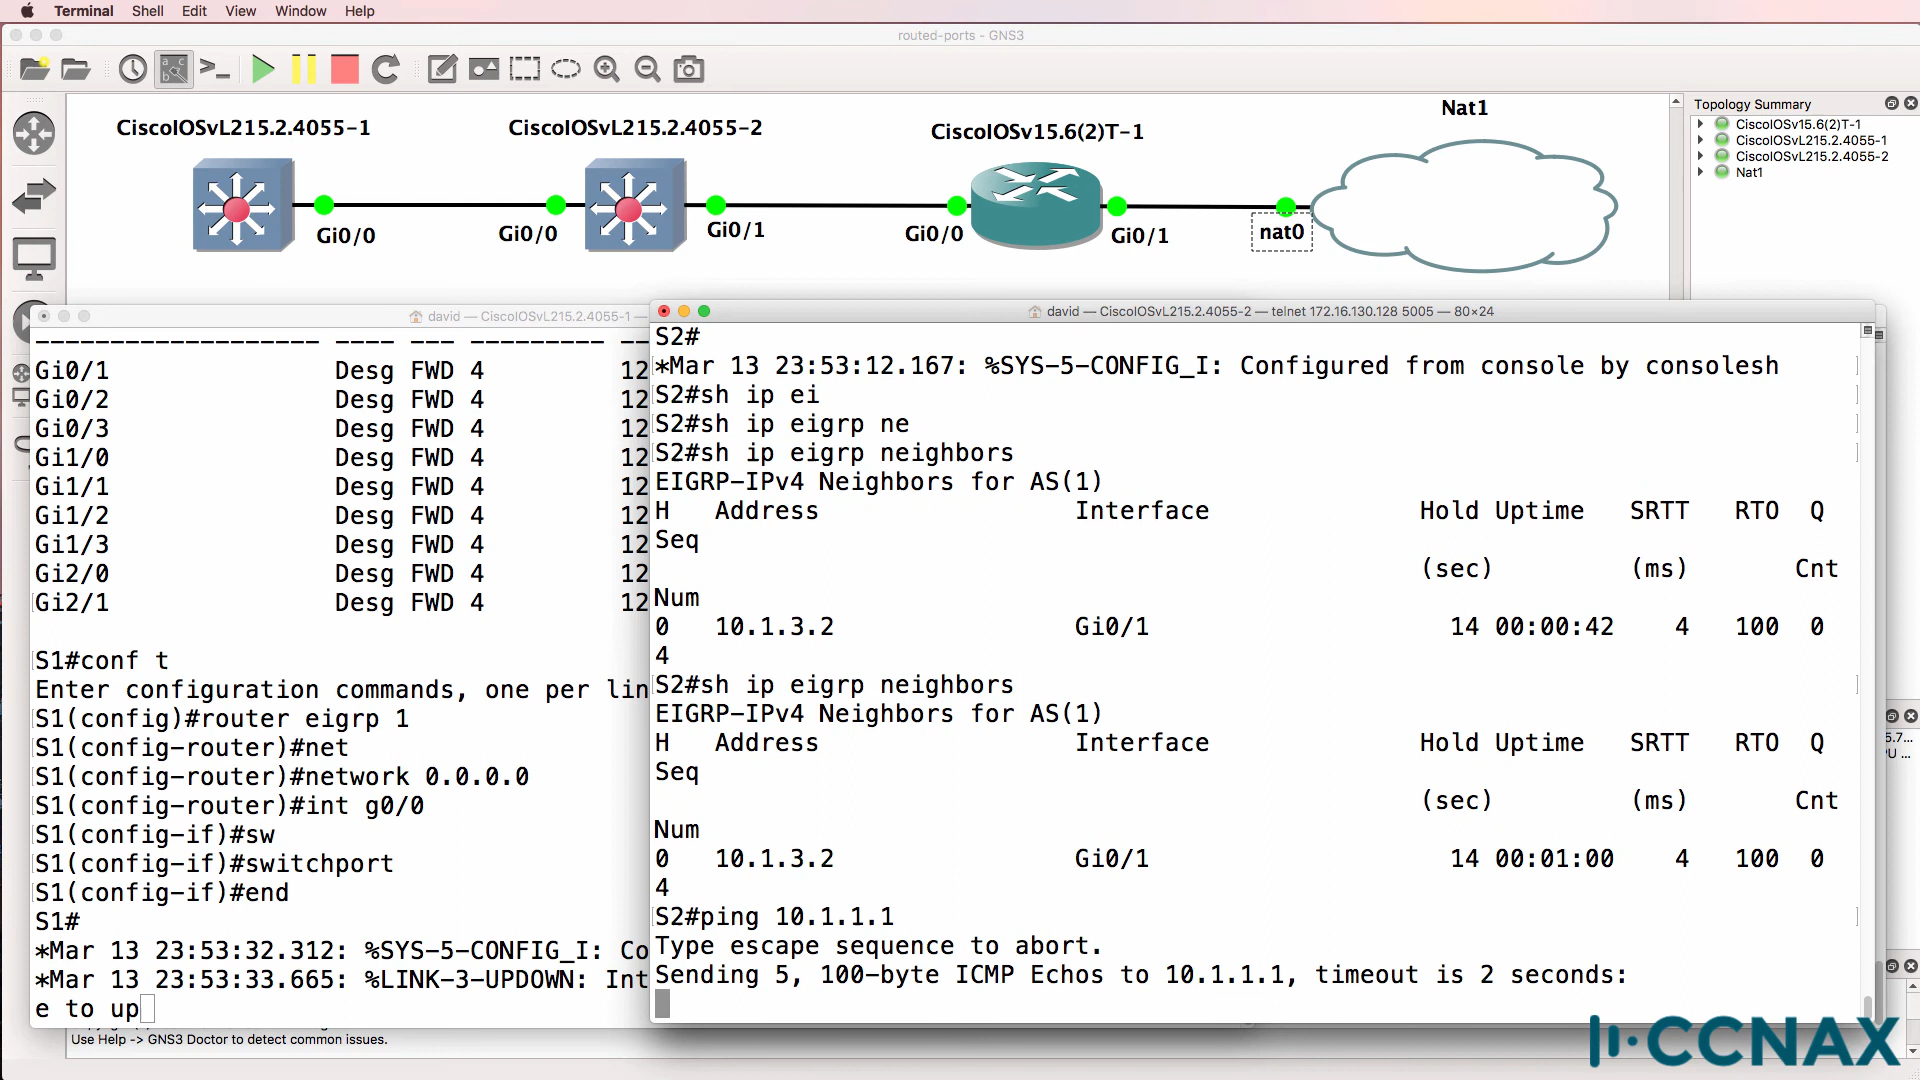 Terminal Shell Edit View Window Help
routed-ports - GNS3
CiscoIOSvL215.2.4055-1
CiscoIOSvL215.2.4055-2
CiscoIOSv15.6(2)T-1
Nat1
Gi0/0
Gi0/0
Gi0/1
Gi0/0
Gi0/1
nat0
Topology Summary
CiscoIOSv15.6(2)T-1
CiscoIOSvL215.2.4055-1
CiscoIOSvL215.2.4055-2
Nat1
david — CiscoIOSvL215.2.4055-1 —
------------------- ---- --- --------- --
Gi0/1 Desg FWD 4 12
Gi0/2 Desg FWD 4 12
Gi0/3 Desg FWD 4 12
Gi1/0 Desg FWD 4 12
Gi1/1 Desg FWD 4 12
Gi1/2 Desg FWD 4 12
Gi1/3 Desg FWD 4 12
Gi2/0 Desg FWD 4 12
Gi2/1 Desg FWD 4 12
S1#conf t
Enter configuration commands, one per lin
S1(config)#router eigrp 1
S1(config-router)#net
S1(config-router)#network 0.0.0.0
S1(config-router)#int g0/0
S1(config-if)#sw
S1(config-if)#switchport
S1(config-if)#end
S1#
*Mar 13 23:53:32.312: %SYS-5-CONFIG_I: Co
*Mar 13 23:53:33.665: %LINK-3-UPDOWN: Int
e to up
david — CiscoIOSvL215.2.4055-2 — telnet 172.16.130.128 5005 — 80×24
S2#
*Mar 13 23:53:12.167: %SYS-5-CONFIG_I: Configured from console by consolesh
S2#sh ip ei
S2#sh ip eigrp ne
S2#sh ip eigrp neighbors
EIGRP-IPv4 Neighbors for AS(1)
H Address Interface Hold Uptime SRTT RTO Q
Seq
(sec) (ms) Cnt
Num
0 10.1.3.2 Gi0/1 14 00:00:42 4 100 0
4
S2#sh ip eigrp neighbors
EIGRP-IPv4 Neighbors for AS(1)
H Address Interface Hold Uptime SRTT RTO Q
Seq
(sec) (ms) Cnt
Num
0 10.1.3.2 Gi0/1 14 00:01:00 4 100 0
4
S2#ping 10.1.1.1
Type escape sequence to abort.
Sending 5, 100-byte ICMP Echos to 10.1.1.1, timeout is 2 seconds:
5.7...
PU ...
Use Help -> GNS3 Doctor to detect common issues.
CCNAX